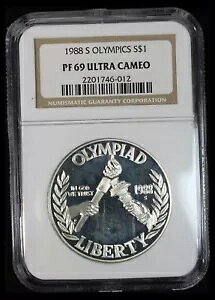 1988 S OLYMPICS S$1
PF 69 ULTRA CAMEO
2201746-012
NUMISMATIC GUARANTY CORPORATION
OLYMPIAD
IN GOD
WE TRUST
1988
S
LIBERTY